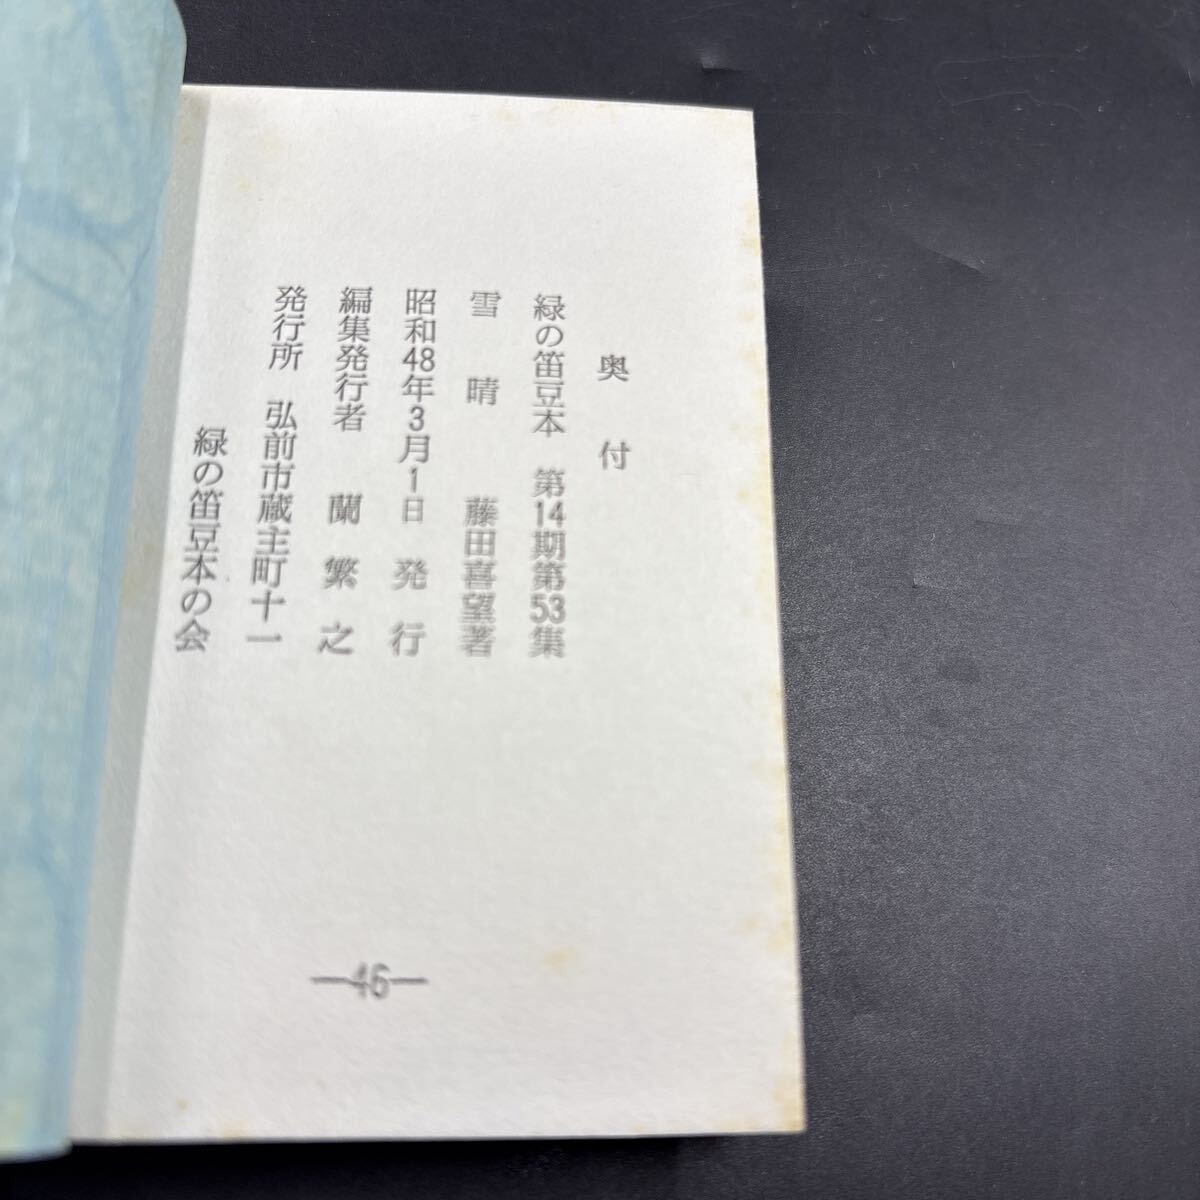 奥付
緑の笛豆本 第14期第53集
雪晴 藤田喜望著
昭和48年3月1日発行
編集発行者 蘭繁之
発行所 弘前市蔵主町十一
緑の笛豆本の会
—46—